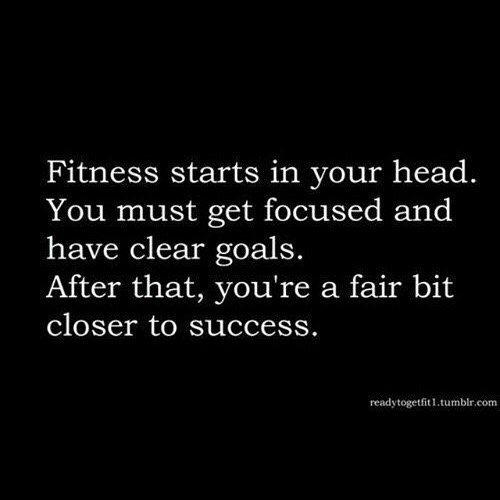 Fitness starts in your head.
You must get focused and
have clear goals.
After that, you're a fair bit
closer to success.
readytogetfit1.tumblr.com